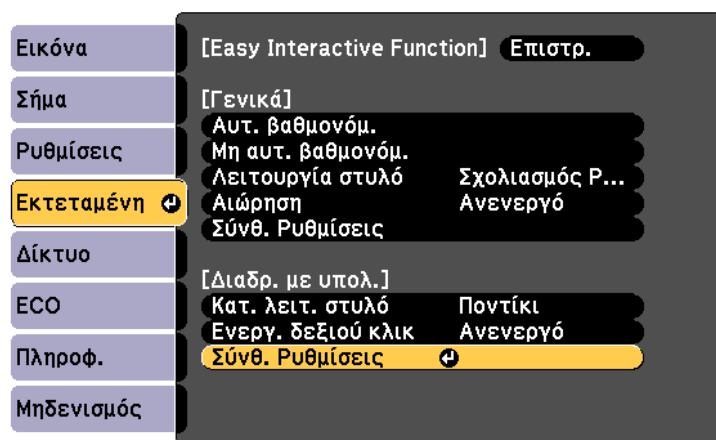 Εικόνα
Σήμα
Ρυθμίσεις
Εκτεταμένη
Δίκτυο
ECO
Πληροφ.
Μηδενισμός
[Easy Interactive Function] Επιστρ.
[Γενικά]
Αυτ. βαθμονόμ.
Μη αυτ. βαθμονόμ.
Λειτουργία στυλό Σχολιασμός Ρ...
Αιώρηση Ανενεργό
Σύνθ. Ρυθμίσεις
[Διαδρ. με υπολ.]
Κατ. λειτ. στυλό Ποντίκι
Ενεργ. δεξιού κλικ Ανενεργό
Σύνθ. Ρυθμίσεις